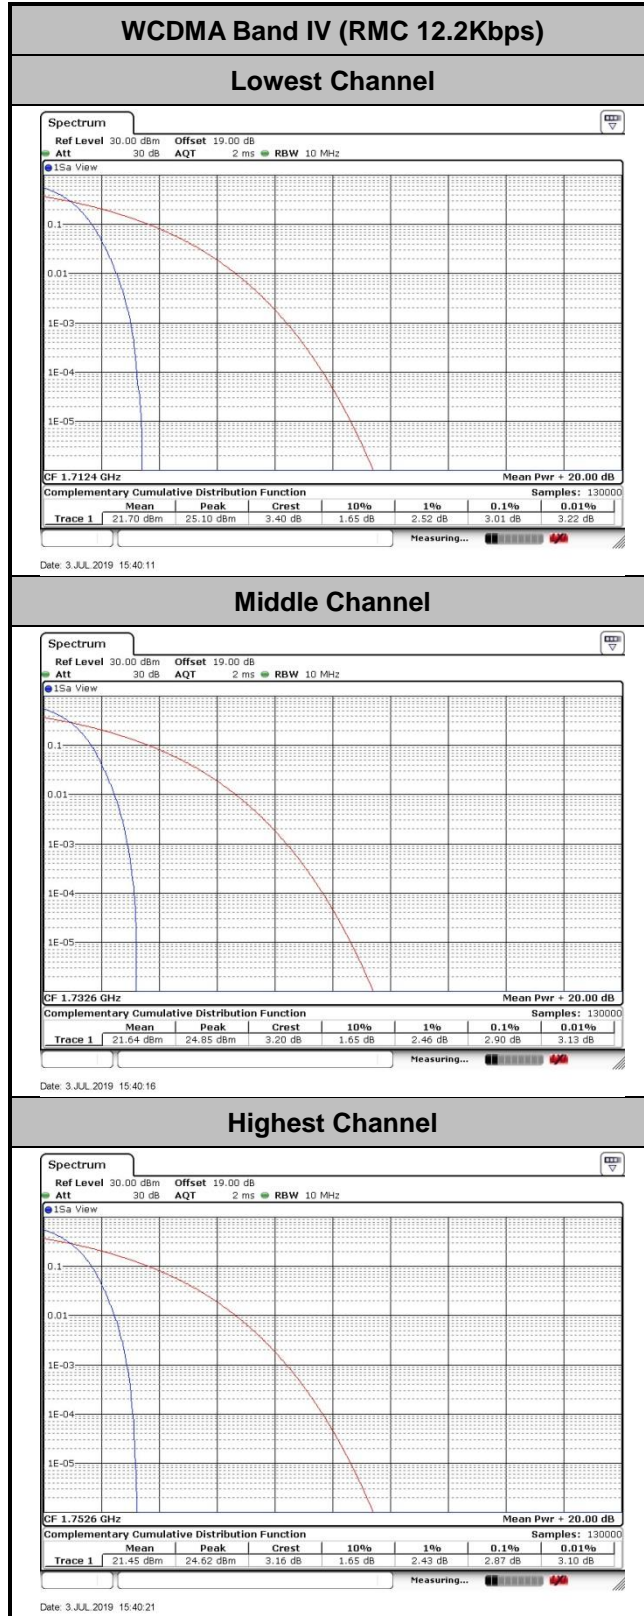 WCDMA Band IV (RMC 12.2Kbps)
Lowest Channel
Spectrum
Ref Level 30.00 dBm Offset 19.00 dB
Att 30 dB AQT 2 ms RBW 10 MHz
1Sa View
0.1
0.01
1E-03
1E-04
1E-05
CF 1.7124 GHz Mean Pwr + 20.00 dB
Complementary Cumulative Distribution Function Samples: 130000
Mean Peak Crest 10% 1% 0.1% 0.01%
Trace 1 21.70 dBm 25.10 dBm 3.40 dB 1.65 dB 2.52 dB 3.01 dB 3.22 dB
Measuring...
Date: 3.JUL.2019 15:40:11
Middle Channel
Spectrum
Ref Level 30.00 dBm Offset 19.00 dB
Att 30 dB AQT 2 ms RBW 10 MHz
1Sa View
0.1
0.01
1E-03
1E-04
1E-05
CF 1.7326 GHz Mean Pwr + 20.00 dB
Complementary Cumulative Distribution Function Samples: 130000
Mean Peak Crest 10% 1% 0.1% 0.01%
Trace 1 21.64 dBm 24.85 dBm 3.20 dB 1.65 dB 2.46 dB 2.90 dB 3.13 dB
Measuring...
Date: 3.JUL.2019 15:40:16
Highest Channel
Spectrum
Ref Level 30.00 dBm Offset 19.00 dB
Att 30 dB AQT 2 ms RBW 10 MHz
1Sa View
0.1
0.01
1E-03
1E-04
1E-05
CF 1.7526 GHz Mean Pwr + 20.00 dB
Complementary Cumulative Distribution Function Samples: 130000
Mean Peak Crest 10% 1% 0.1% 0.01%
Trace 1 21.45 dBm 24.62 dBm 3.16 dB 1.65 dB 2.43 dB 2.87 dB 3.10 dB
Measuring...
Date: 3.JUL.2019 15:40:21